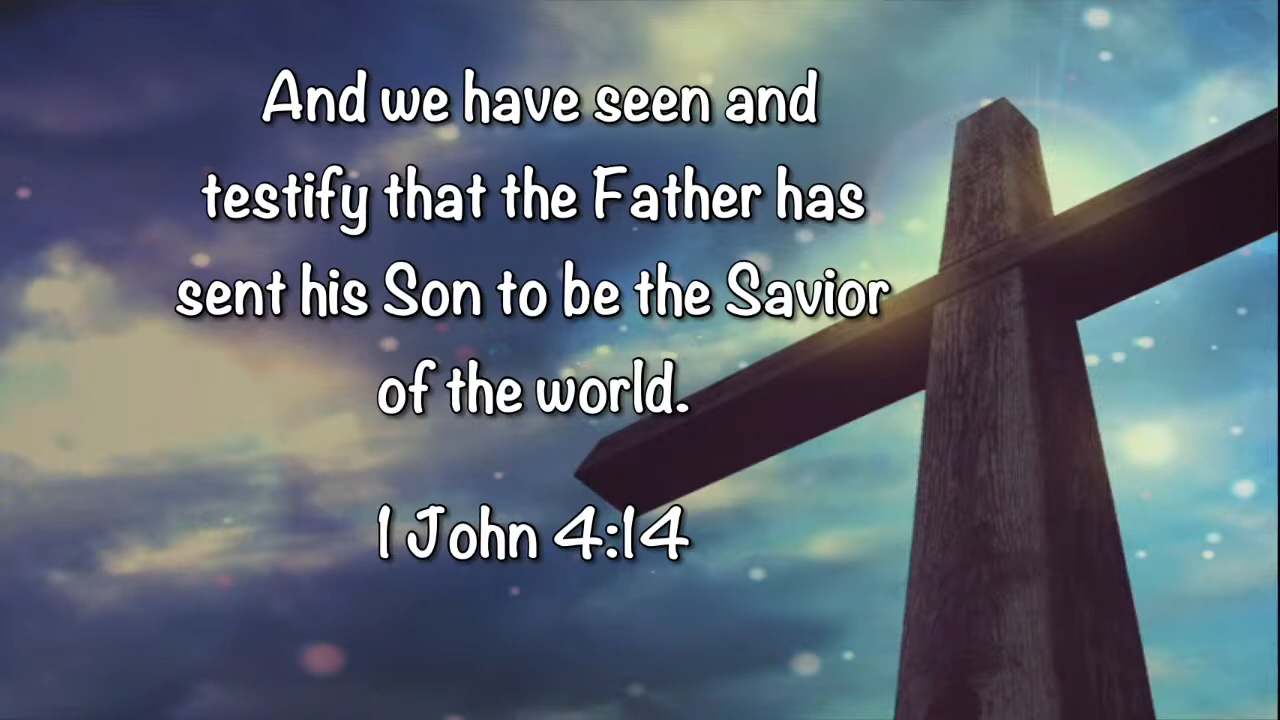 And we have seen and
testify that the Father has
sent his Son to be the Savior
of the world.
1 John 4:14